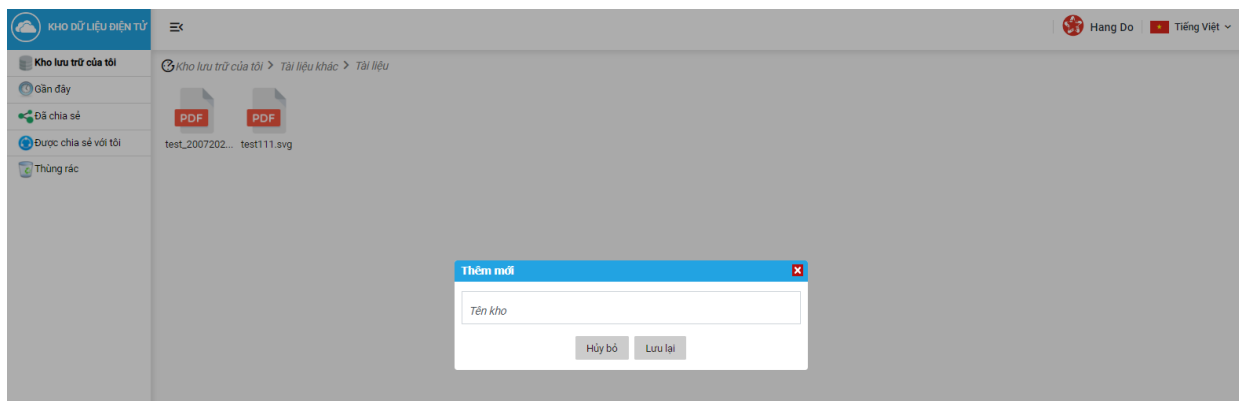 KHO DỮ LIỆU ĐIỆN TỬ
Hang Do
Tiếng Việt
Kho lưu trữ của tôi
Gần đây
Đã chia sẻ
Được chia sẻ với tôi
Thùng rác
Kho lưu trữ của tôi > Tài liệu khác > Tài liệu
PDF PDF
test_2007202... test111.svg
Thêm mới
Tên kho
Hủy bỏ Lưu lại